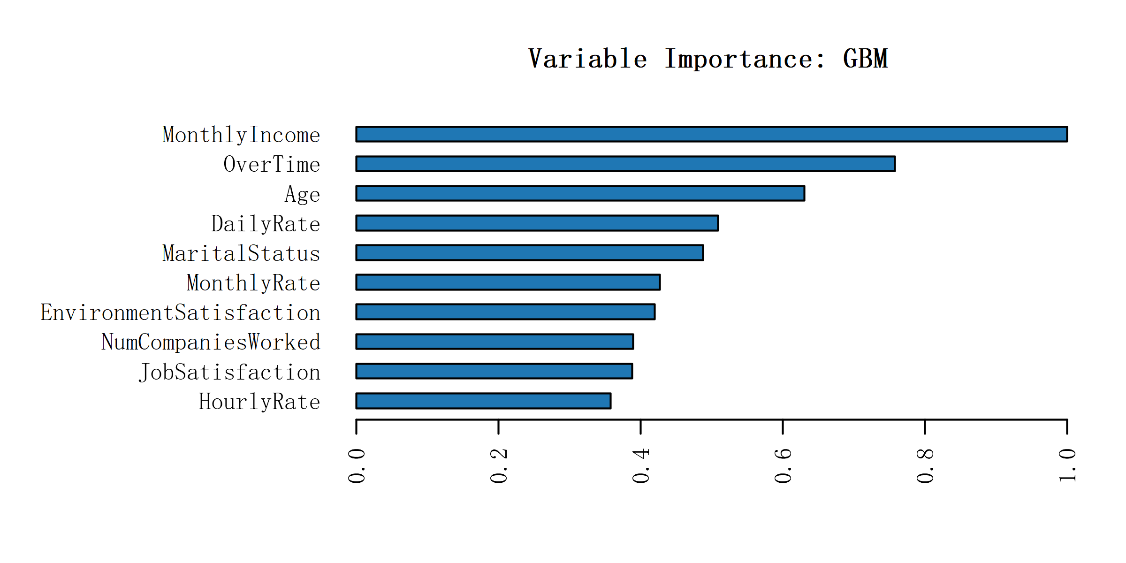 Variable Importance: GBM
MonthlyIncome
OverTime
Age
DailyRate
MaritalStatus
MonthlyRate
EnvironmentSatisfaction
NumCompaniesWorked
JobSatisfaction
HourlyRate
0.0
0.2
0.4
0.6
0.8
1.0